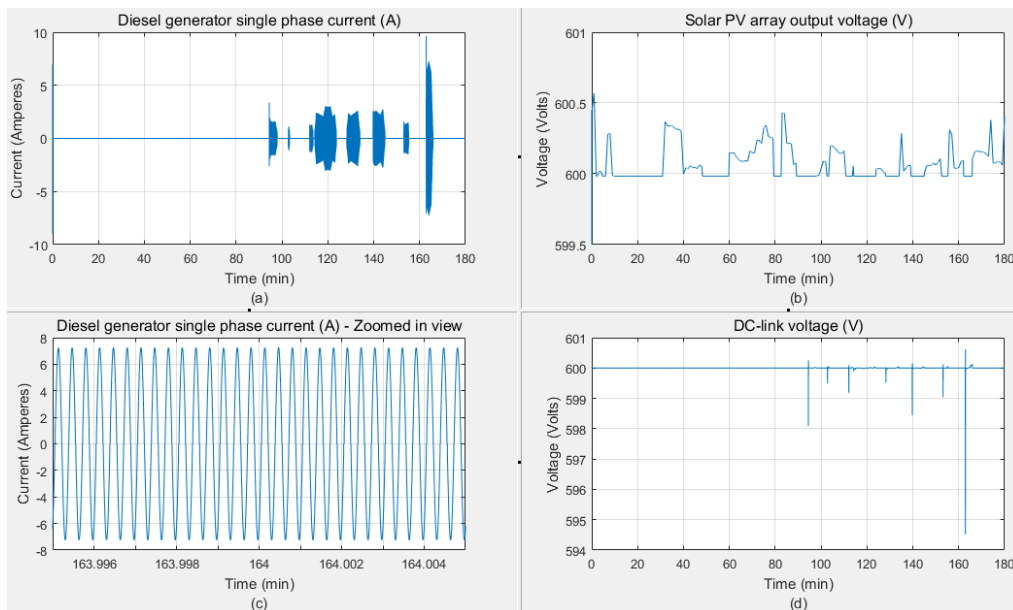 Diesel generator single phase current (A)
10
5
0
-5
-10
Current (Amperes)
0 20 40 60 80 100 120 140 160 180
Time (min)
(a)
Solar PV array output voltage (V)
601
600.5
600
599.5
Voltage (Volts)
0 20 40 60 80 100 120 140 160 180
Time (min)
(b)
Diesel generator single phase current (A) - Zoomed in view
8
6
4
2
0
-2
-4
-6
-8
Current (Amperes)
163.996 163.998 164 164.002 164.004
Time (min)
(c)
DC-link voltage (V)
601
600
599
598
597
596
595
594
Voltage (Volts)
0 20 40 60 80 100 120 140 160 180
Time (min)
(d)